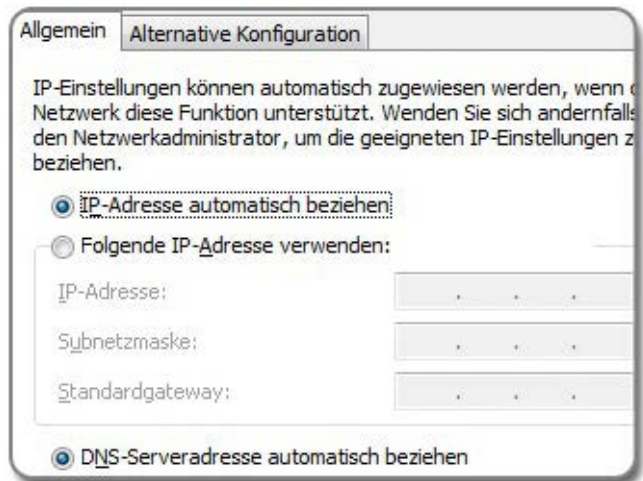 Allgemein
Alternative Konfiguration
IP-Einstellungen können automatisch zugewiesen werden, wenn
Netzwerk diese Funktion unterstützt. Wenden Sie sich andernfalls
den Netzwerkadministrator, um die geeigneten IP-Einstellungen
beziehen.
IP-Adresse automatisch beziehen
Folgende IP-Adresse verwenden:
IP-Adresse:
Subnetzmaske:
Standardgateway:
DNS-Serveradresse automatisch beziehen